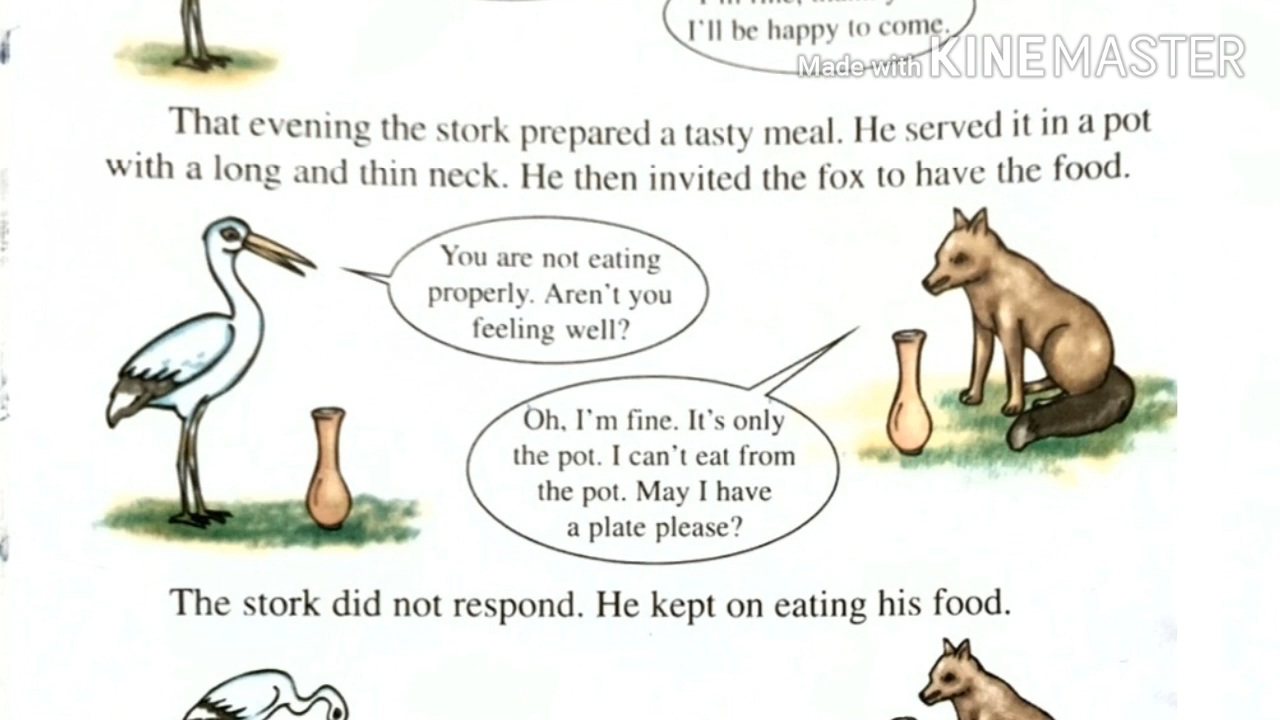 I'll be happy to come.
Made with KINEMASTER
That evening the stork prepared a tasty meal. He served it in a pot
with a long and thin neck. He then invited the fox to have the food.
You are not eating
properly. Aren't you
feeling well?
Oh, I'm fine. It's only
the pot. I can't eat from
the pot. May I have
a plate please?
The stork did not respond. He kept on eating his food.